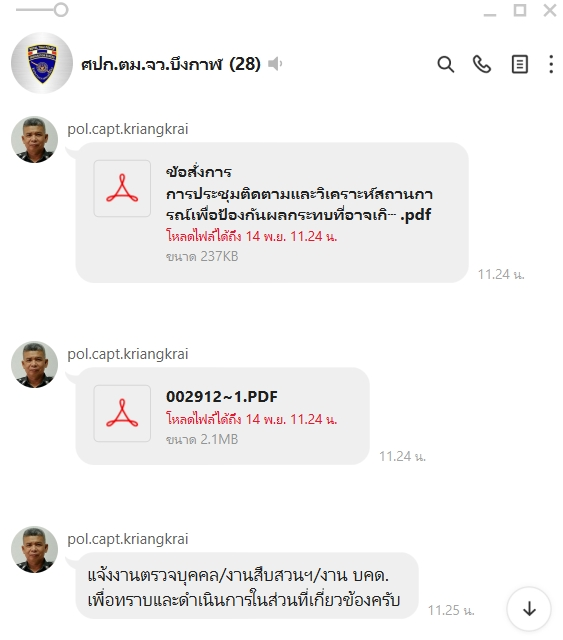 ศปก.ตม.จว.บึงกาฬ (28)
pol.capt.kriangkrai
ข้อสั่งการ
การประชุมติดตามและวิเคราะห์สถานกา
รณ์เพื่อป้องกันผลกระทบที่อาจเกิ… .pdf
โหลดไฟล์ได้ถึง 14 พ.ย. 11.24 น.
ขนาด 237KB
11.24 น.
pol.capt.kriangkrai
002912~1.PDF
โหลดไฟล์ได้ถึง 14 พ.ย. 11.24 น.
ขนาด 2.1MB
11.24 น.
pol.capt.kriangkrai
แจ้งงานตรวจบุคคล/งานสืบสวนฯ/งาน บคด.
เพื่อทราบและดำเนินการในส่วนที่เกี่ยวข้องครับ
11.25 น.